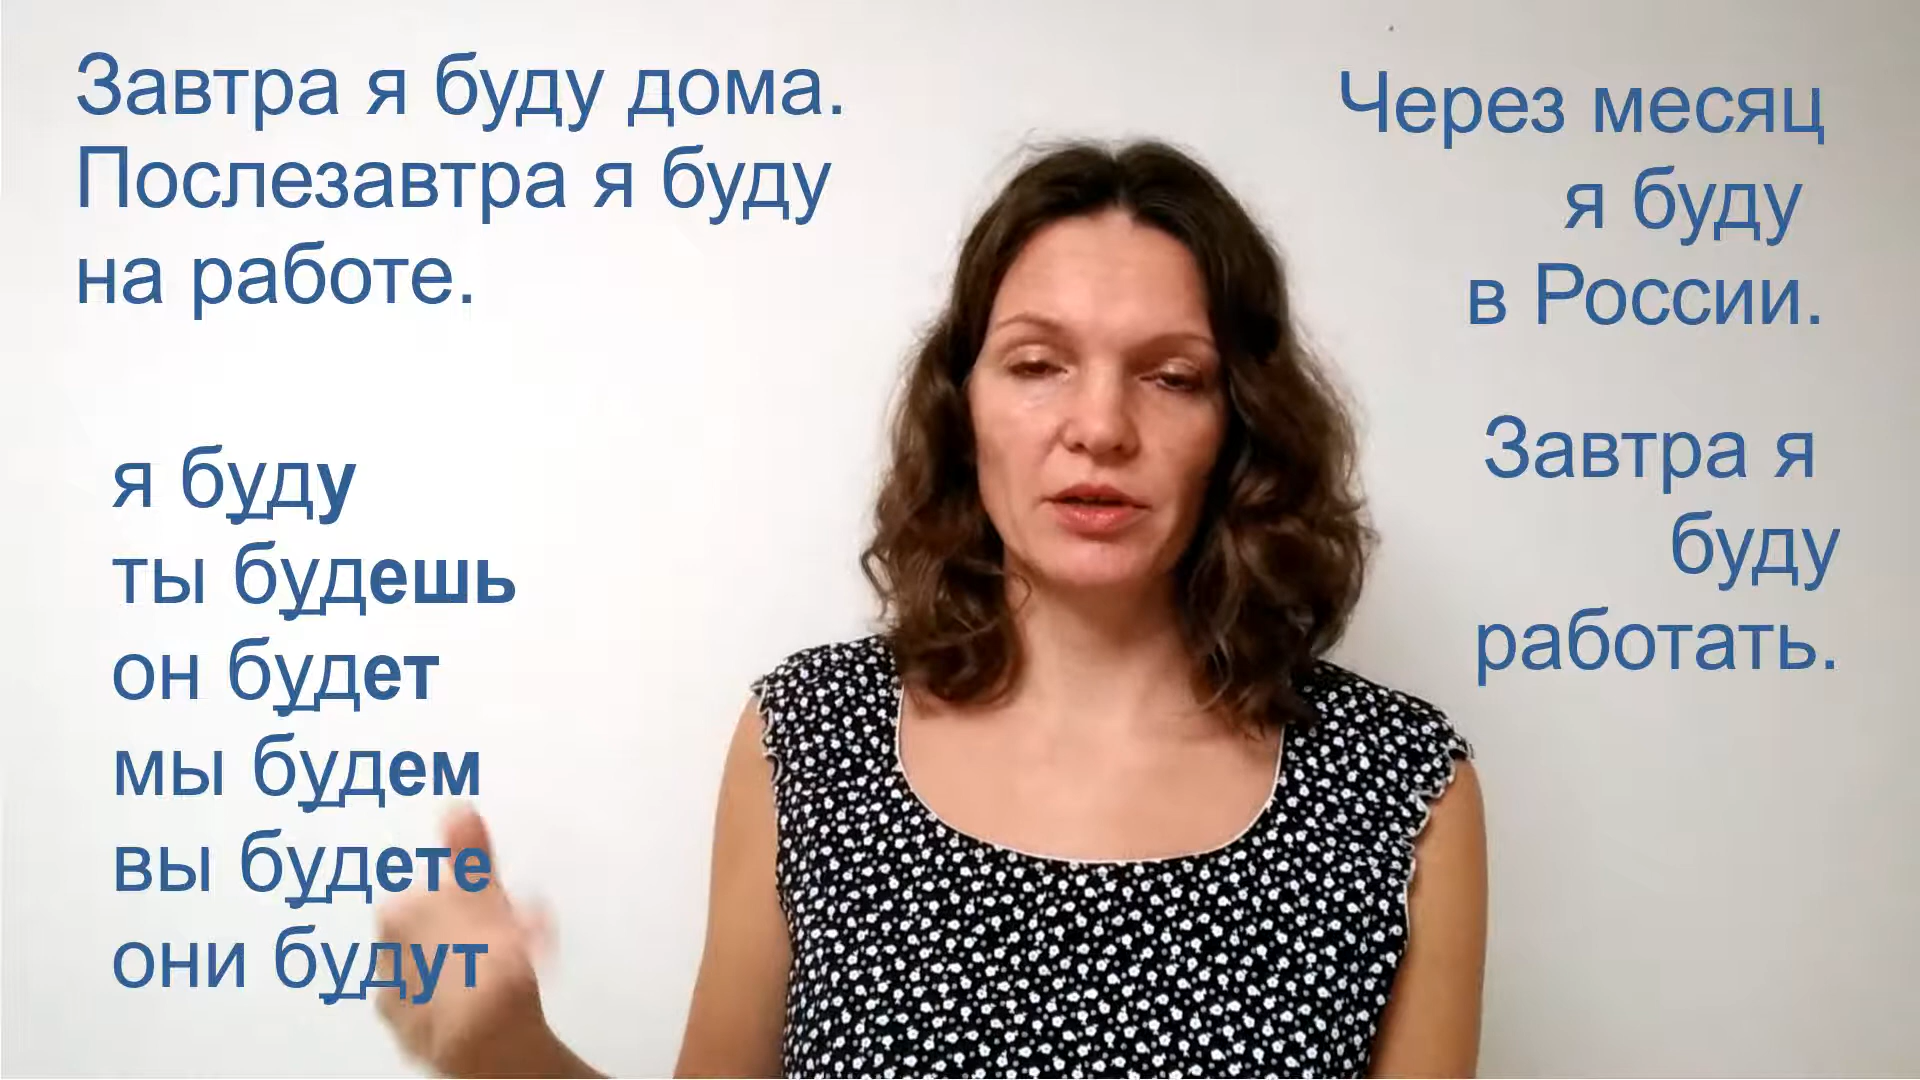 Завтра я буду дома.
Послезавтра я буду
на работе.
я буду
ты будешь
он будет
мы будем
вы будете
они будут
Через месяц
я буду
в России.
Завтра я
буду
работать.